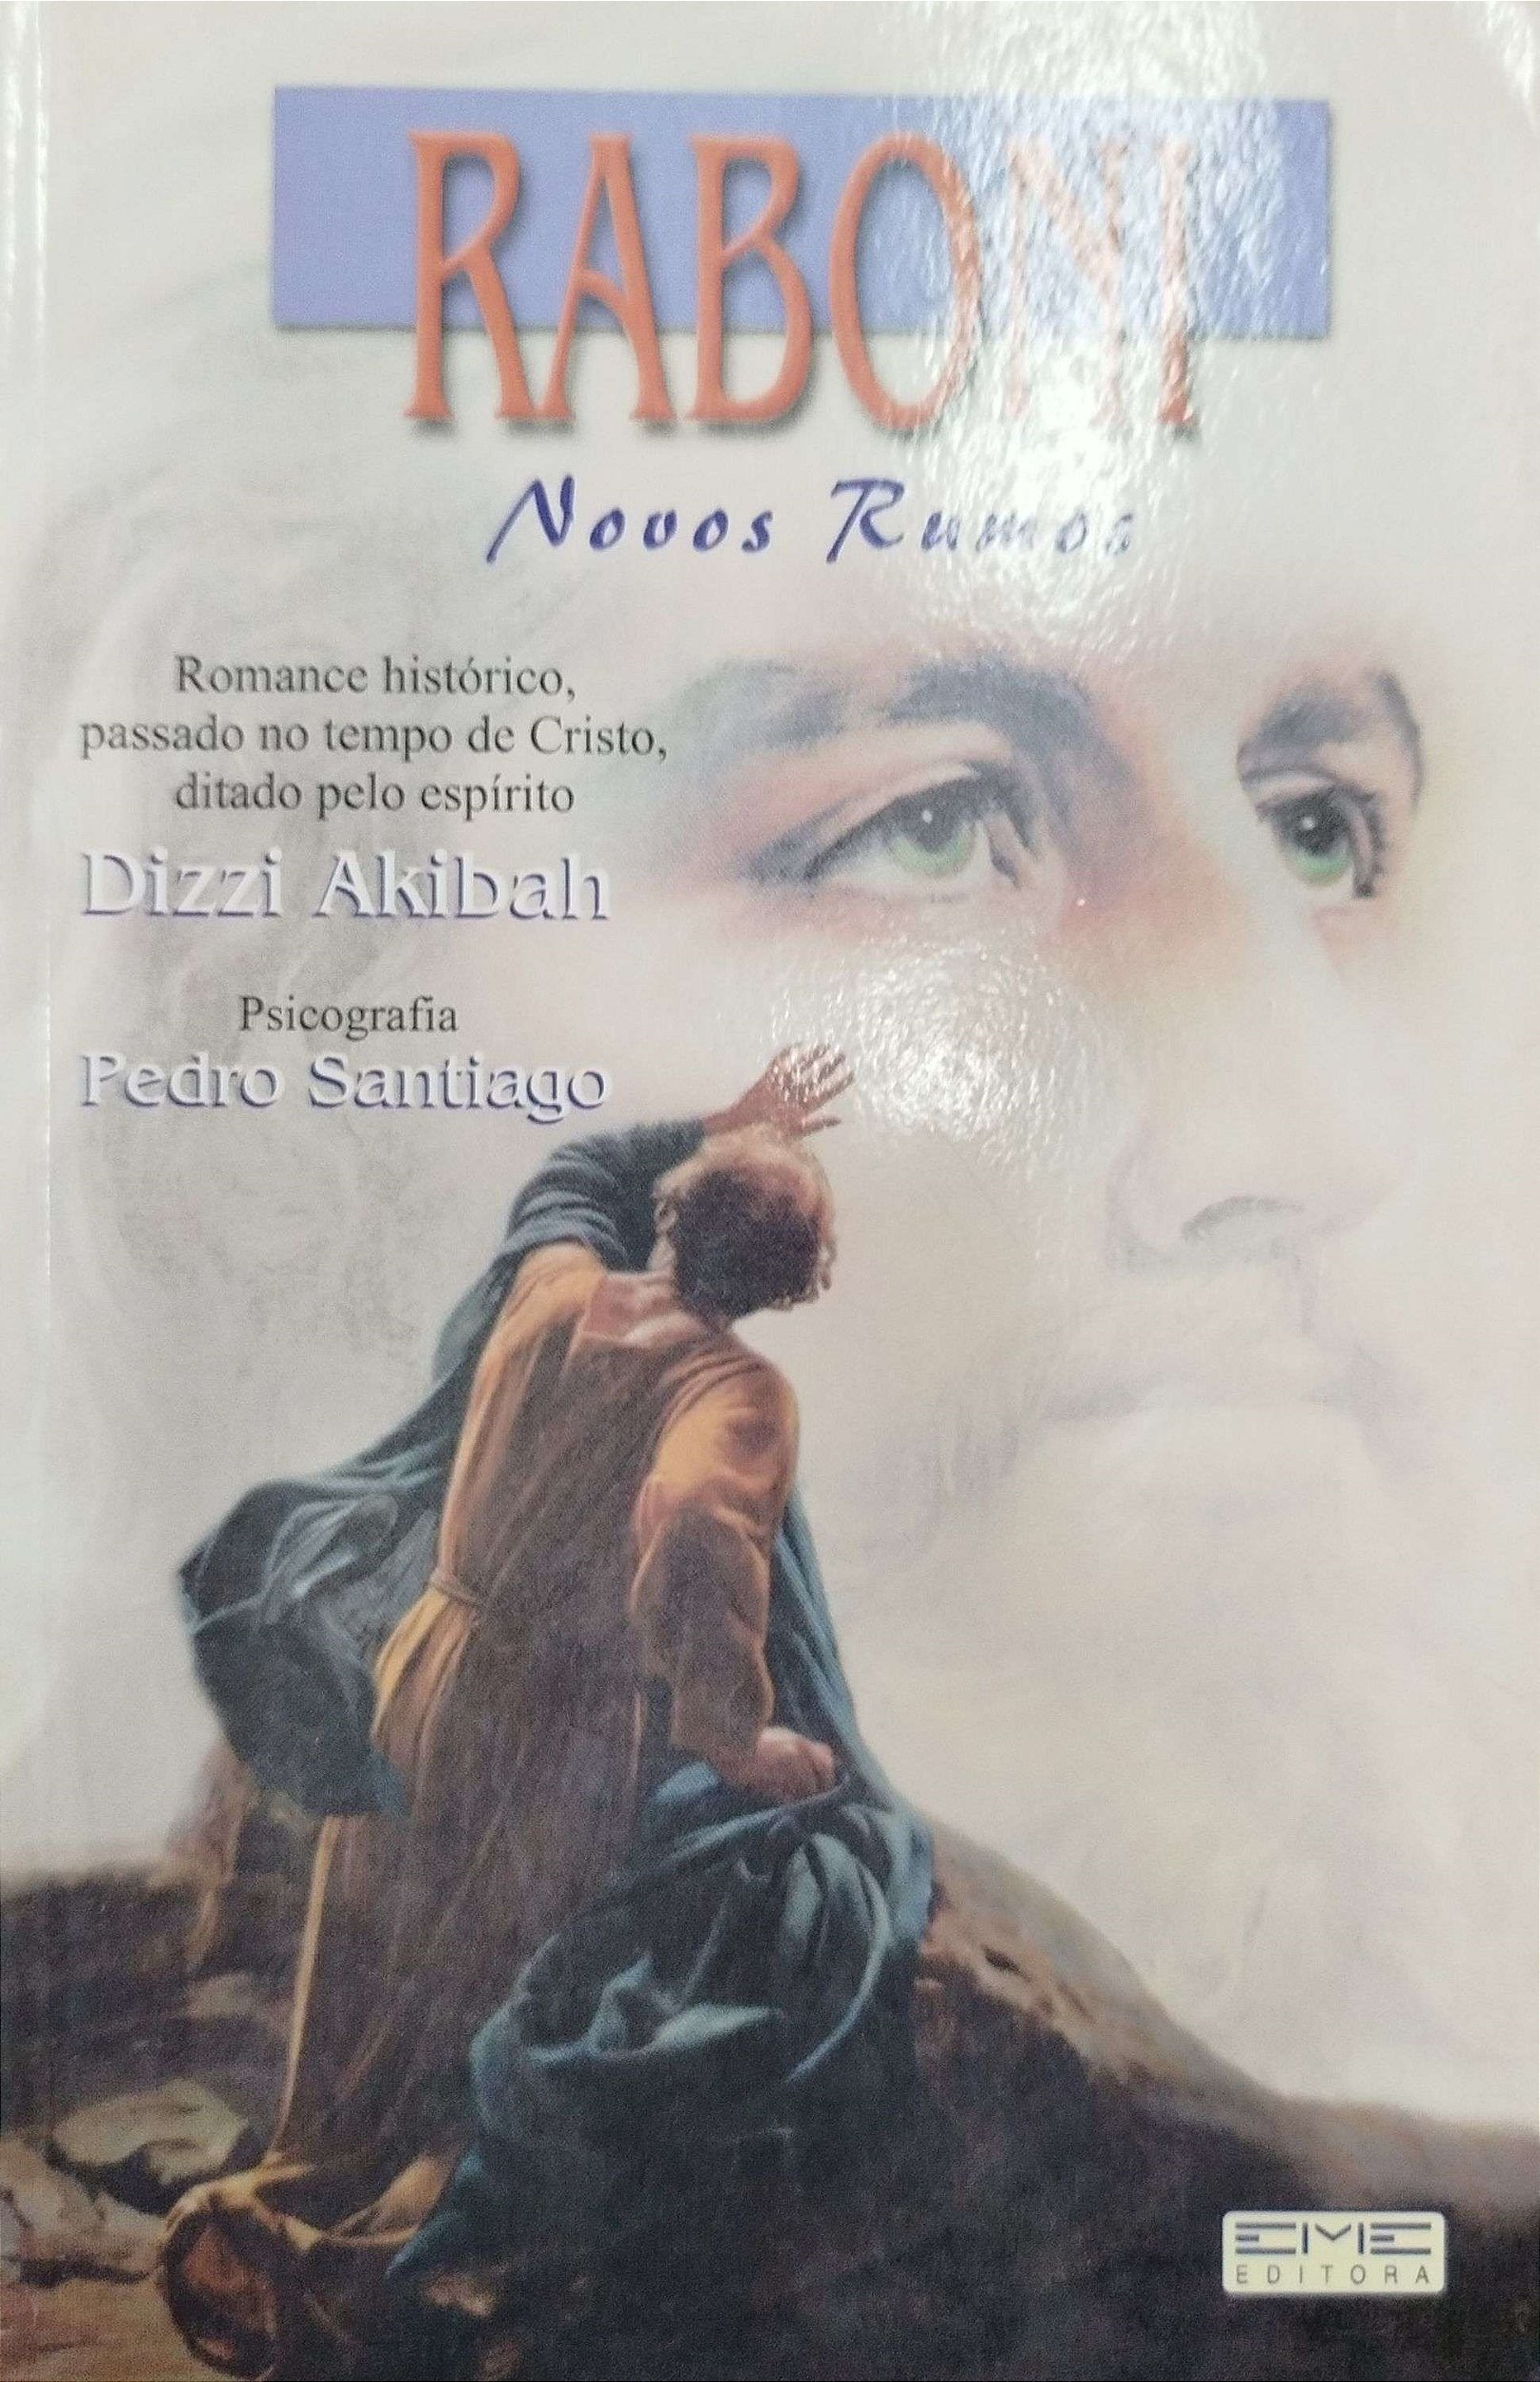 RABONI
Novos Rumos
Romance histórico,
passado no tempo de Cristo,
ditado pelo espírito
Dizzi Akibah
Psicografia
Pedro Santiago
EME
EDITORA